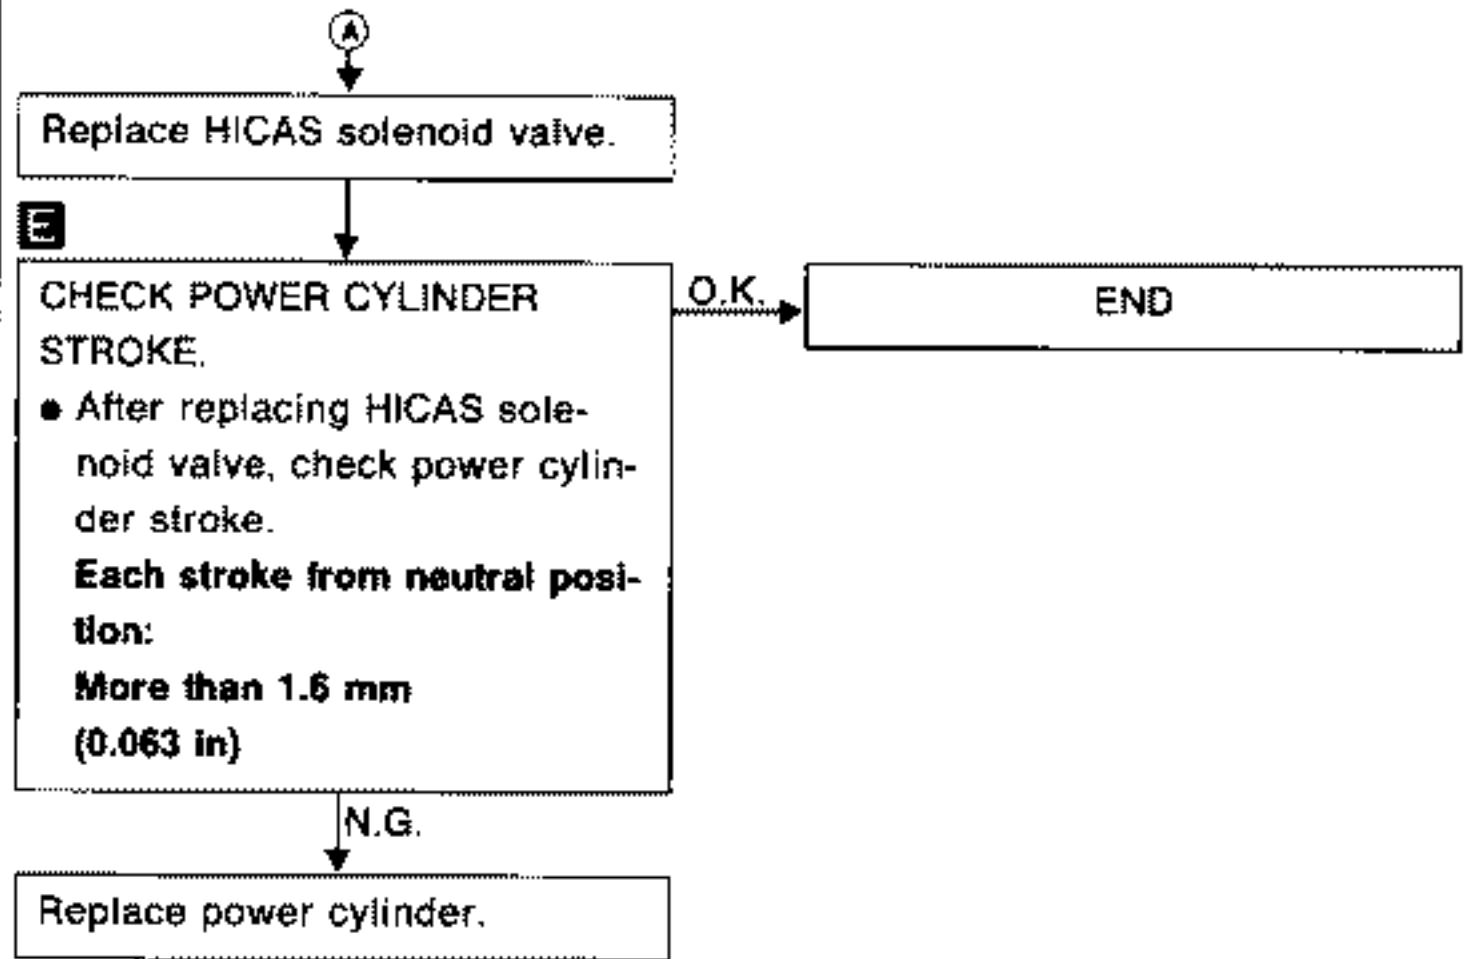 A
Replace HICAS solenoid valve.
E
CHECK POWER CYLINDER
STROKE.
● After replacing HICAS sole-
noid valve, check power cylin-
der stroke.
Each stroke from neutral posi-
tion:
More than 1.6 mm
(0.063 in)
O.K.
END
N.G.
Replace power cylinder.